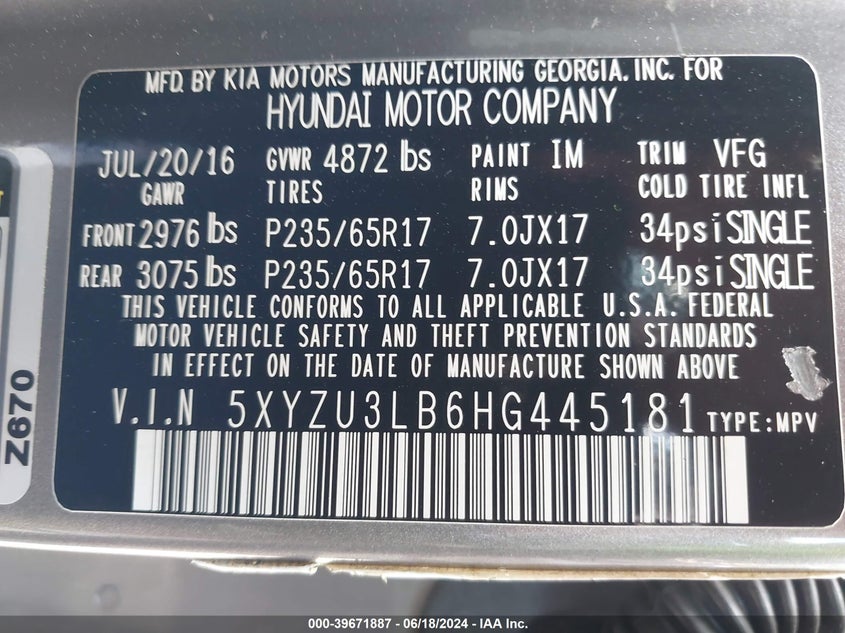 MFD. BY KIA MOTORS MANUFACTURING GEORGIA. INC. FOR
HYUNDAI MOTOR COMPANY
JUL/20/16 GVWR 4872 lbs PAINT IM TRIM VFG
GAWR TIRES RIMS COLD TIRE INFL
FRONT 2976 lbs P235/65R17 7.0JX17 34psi SINGLE
REAR 3075 lbs P235/65R17 7.0JX17 34psi SINGLE
THIS VEHICLE CONFORMS TO ALL APPLICABLE U.S.A. FEDERAL
MOTOR VEHICLE SAFETY AND THEFT PREVENTION STANDARDS
IN EFFECT ON THE DATE OF MANUFACTURE SHOWN ABOVE
V.I.N 5XYZU3LB6HG445181 TYPE:MPV
Z670
000-39671887 - 06/18/2024 - IAA Inc.